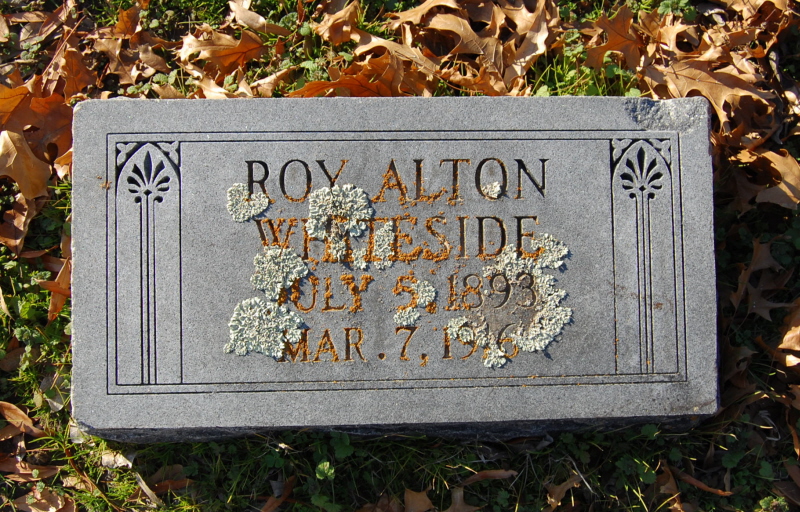 ROY ALTON
WHITESIDE
JULY 5, 1893
MAR. 7,